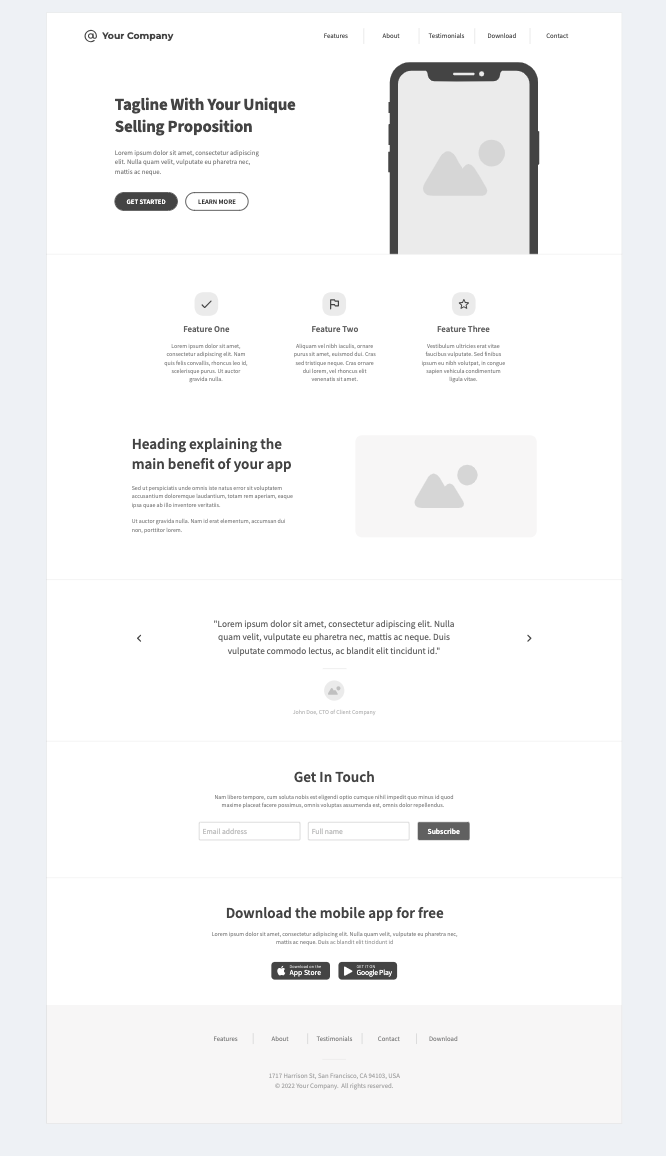 @ Your Company
Features
About
Testimonials
Download
Contact
Tagline With Your Unique
Selling Proposition
Lorem ipsum dolor sit amet, consectetur adipiscing
elit. Nulla quam velit, vulputate eu pharetra nec,
mattis ac neque.
GET STARTED
LEARN MORE
Feature One
Lorem ipsum dolor sit amet,
consectetur adipiscing elit. Nam
quis felis convallis, rhoncus leo id,
scelerisque purus. Ut auctor
gravida nulla.
Feature Two
Aliquam vel nibh iaculis, ornare
purus sit amet, euismod dui. Cras
sed tristique neque. Cras ornare
dui lorem, vel rhoncus elit
venenatis sit amet.
Feature Three
Vestibulum ultricies erat vitae
faucibus vulputate. Sed finibus
ipsum eu nibh volutpat, in congue
sapien vehicula condimentum
ligula vitae.
Heading explaining the
main benefit of your app
Sed ut perspiciatis unde omnis iste natus error sit voluptatem
accusantium doloremque laudantium, totam rem aperiam, eaque
ipsa quae ab illo inventore veritatis.
Ut auctor gravida nulla. Nam id erat elementum, accumsan dui
non, porttitor lorem.
"Lorem ipsum dolor sit amet, consectetur adipiscing elit. Nulla
quam velit, vulputate eu pharetra nec, mattis ac neque. Duis
vulputate commodo lectus, ac blandit elit tincidunt id."
John Doe, CTO of Client Company
Get In Touch
Nam libero tempore, cum soluta nobis est eligendi optio cumque nihil impedit quo minus id quod
maxime placeat facere possimus, omnis voluptas assumenda est, omnis dolor repellendus.
Email address
Full name
Subscribe
Download the mobile app for free
Lorem ipsum dolor sit amet, consectetur adipiscing elit. Nulla quam velit, vulputate eu pharetra nec,
mattis ac neque. Duis ac blandit elit tincidunt id
Download on the
App Store
GET IT ON
Google Play
Features
About
Testimonials
Contact
Download
1717 Harrison St, San Francisco, CA 94103, USA
© 2022 Your Company. All rights reserved.